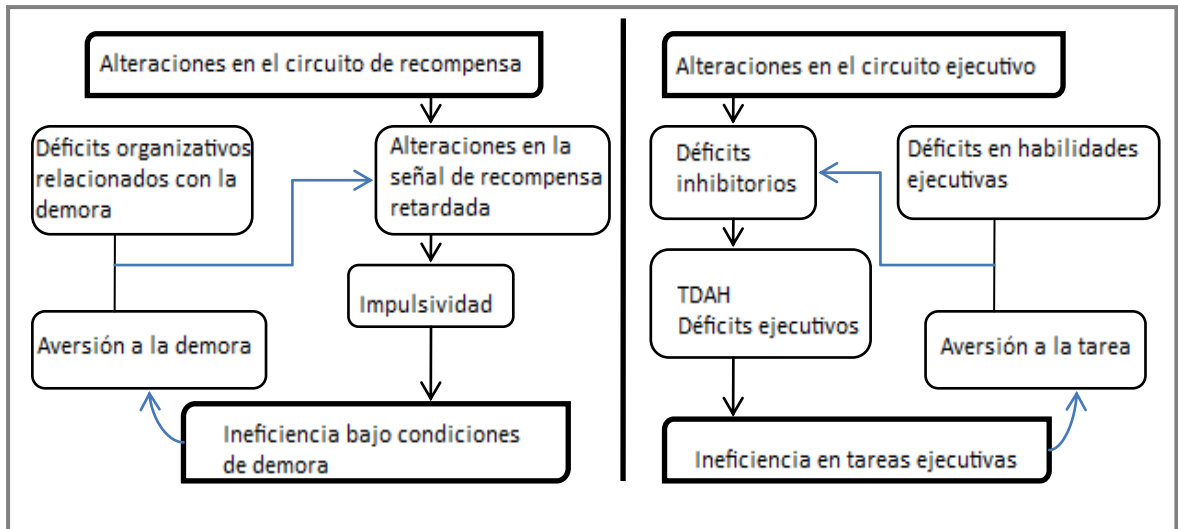 Alteraciones en el circuito de recompensa
Déficits organizativos
relacionados con la
demora
Alteraciones en la
señal de recompensa
retardada
Impulsividad
Aversión a la demora
Ineficiencia bajo condiciones
de demora
Alteraciones en el circuito ejecutivo
Déficits
inhibitorios
Déficits en habilidades
ejecutivas
TDAH
Déficits ejecutivos
Aversión a la tarea
Ineficiencia en tareas ejecutivas